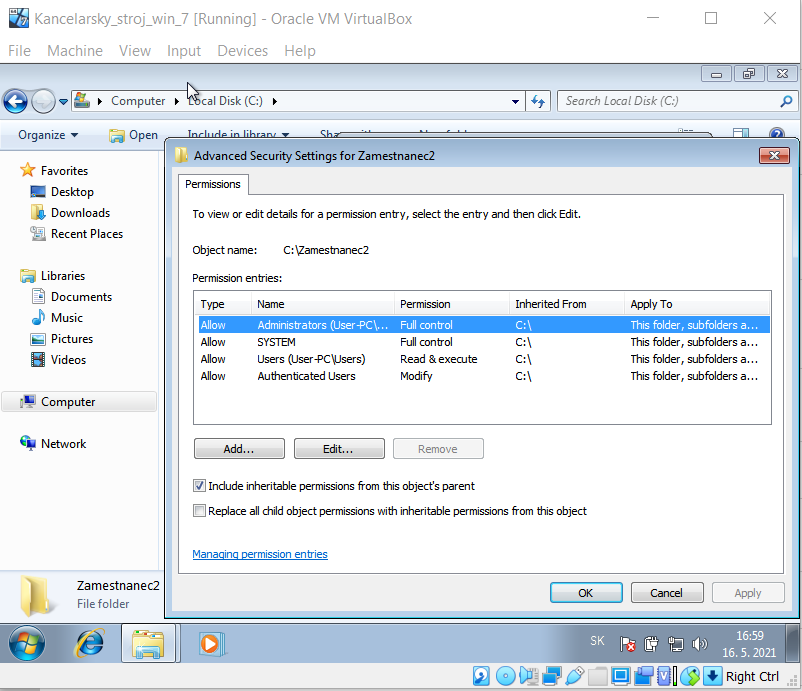 Kancelarsky_stroj_win_7 [Running] - Oracle VM VirtualBox
File Machine View Input Devices Help
Computer Local Disk (C:) Search Local Disk (C:)
Organize Open Include in library
Advanced Security Settings for Zamestnanec2
Favorites
Desktop
Downloads
Recent Places
Libraries
Documents
Music
Pictures
Videos
Computer
Network
Permissions
To view or edit details for a permission entry, select the entry and then click Edit.
Object name: C:\Zamestnanec2
Permission entries:
Type Name Permission Inherited From Apply To
Allow Administrators (User-PC\... Full control C:\ This folder, subfolders a...
Allow SYSTEM Full control C:\ This folder, subfolders a...
Allow Users (User-PC\Users) Read & execute C:\ This folder, subfolders a...
Allow Authenticated Users Modify C:\ This folder, subfolders a...
Add... Edit... Remove
Include inheritable permissions from this object's parent
Replace all child object permissions with inheritable permissions from this object
Managing permission entries
OK Cancel Apply
Zamestnanec2
File folder
SK 16:59
16. 5. 2021
Right Ctrl